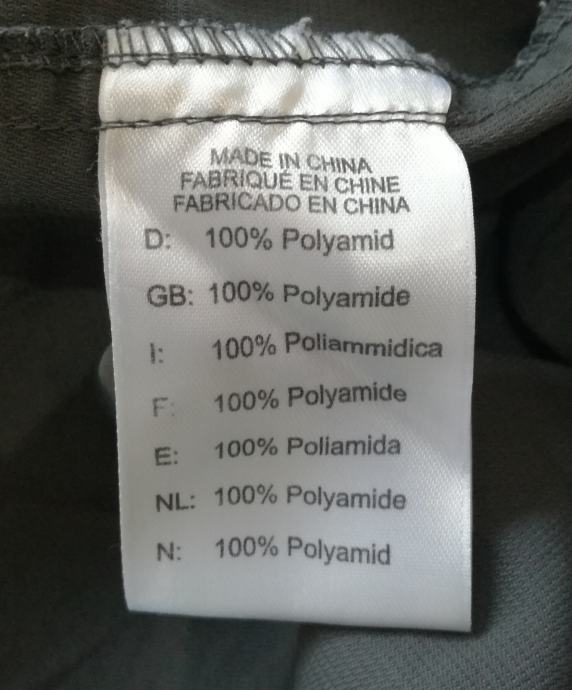 MADE IN CHINA
FABRIQUÉ EN CHINE
FABRICADO EN CHINA
D: 100% Polyamid
GB: 100% Polyamide
I: 100% Poliammidica
F: 100% Polyamide
E: 100% Poliamida
NL: 100% Polyamide
N: 100% Polyamid